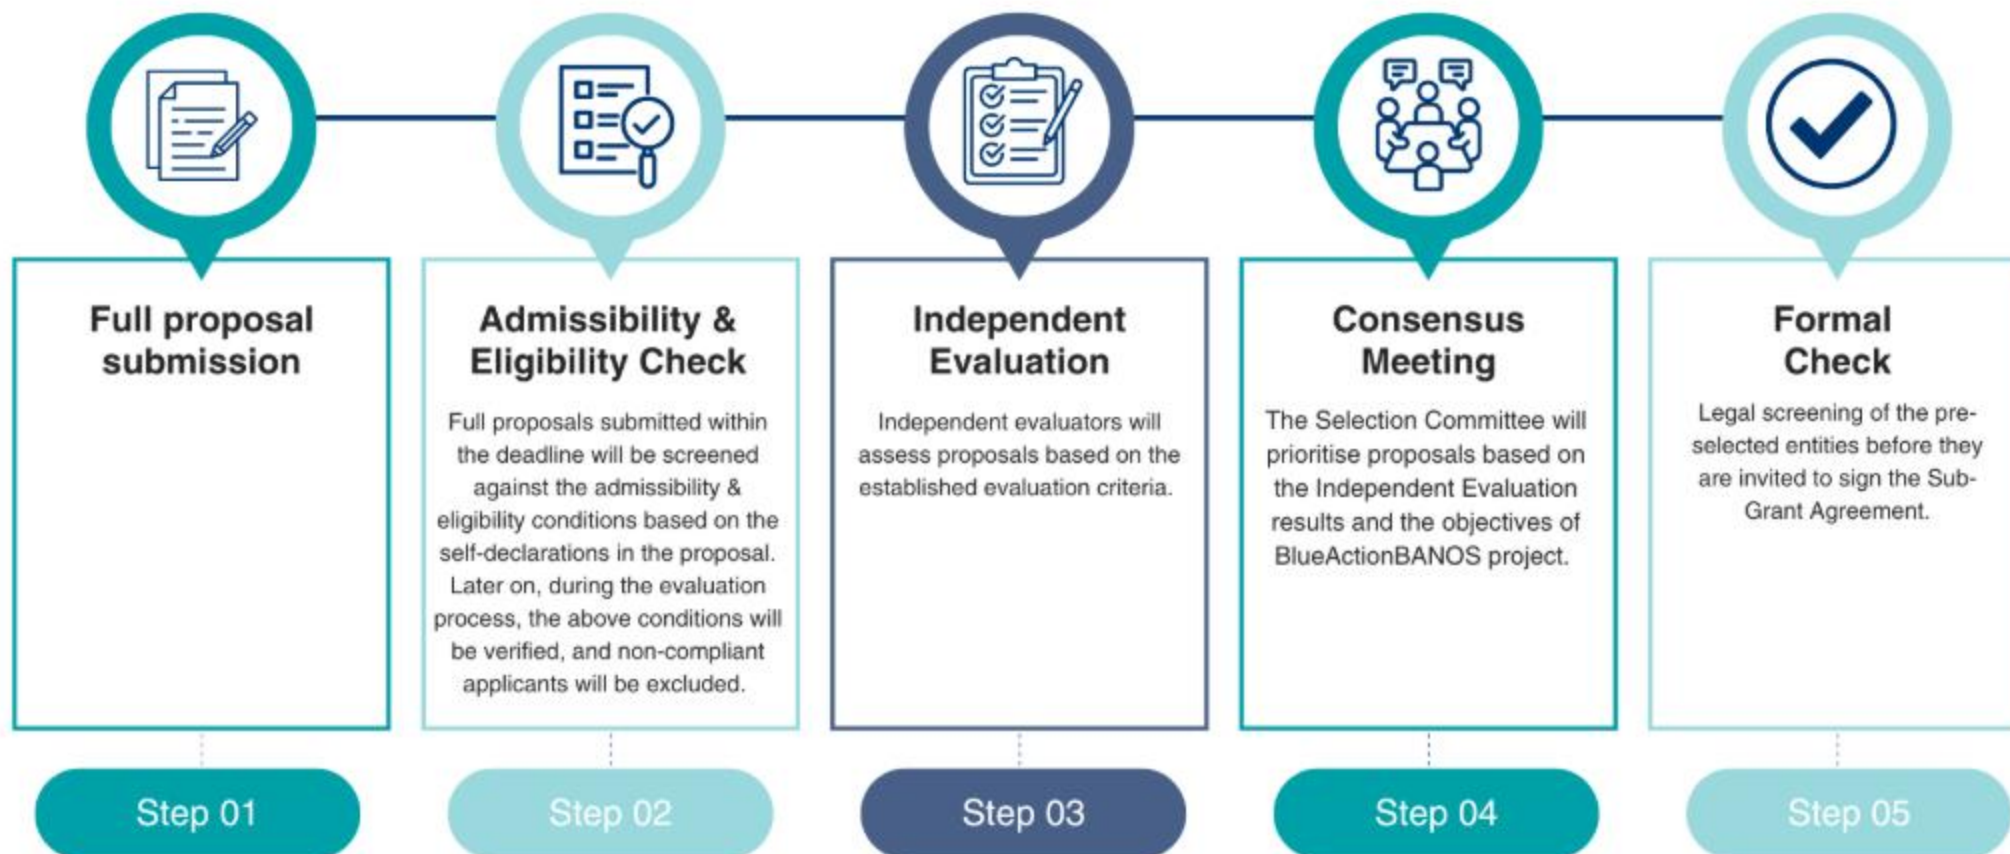 Full proposal
submission
Admissibility &
Eligibility Check
Full proposals submitted within
the deadline will be screened
against the admissibility &
eligibility conditions based on the
self-declarations in the proposal.
Later on, during the evaluation
process, the above conditions will
be verified, and non-compliant
applicants will be excluded.
Independent
Evaluation
Independent evaluators will
assess proposals based on the
established evaluation criteria.
Consensus
Meeting
The Selection Committee will
prioritise proposals based on
the Independent Evaluation
results and the objectives of
BlueActionBANOS project.
Formal
Check
Legal screening of the pre-
selected entities before they
are invited to sign the Sub-
Grant Agreement.
Step 01
Step 02
Step 03
Step 04
Step 05